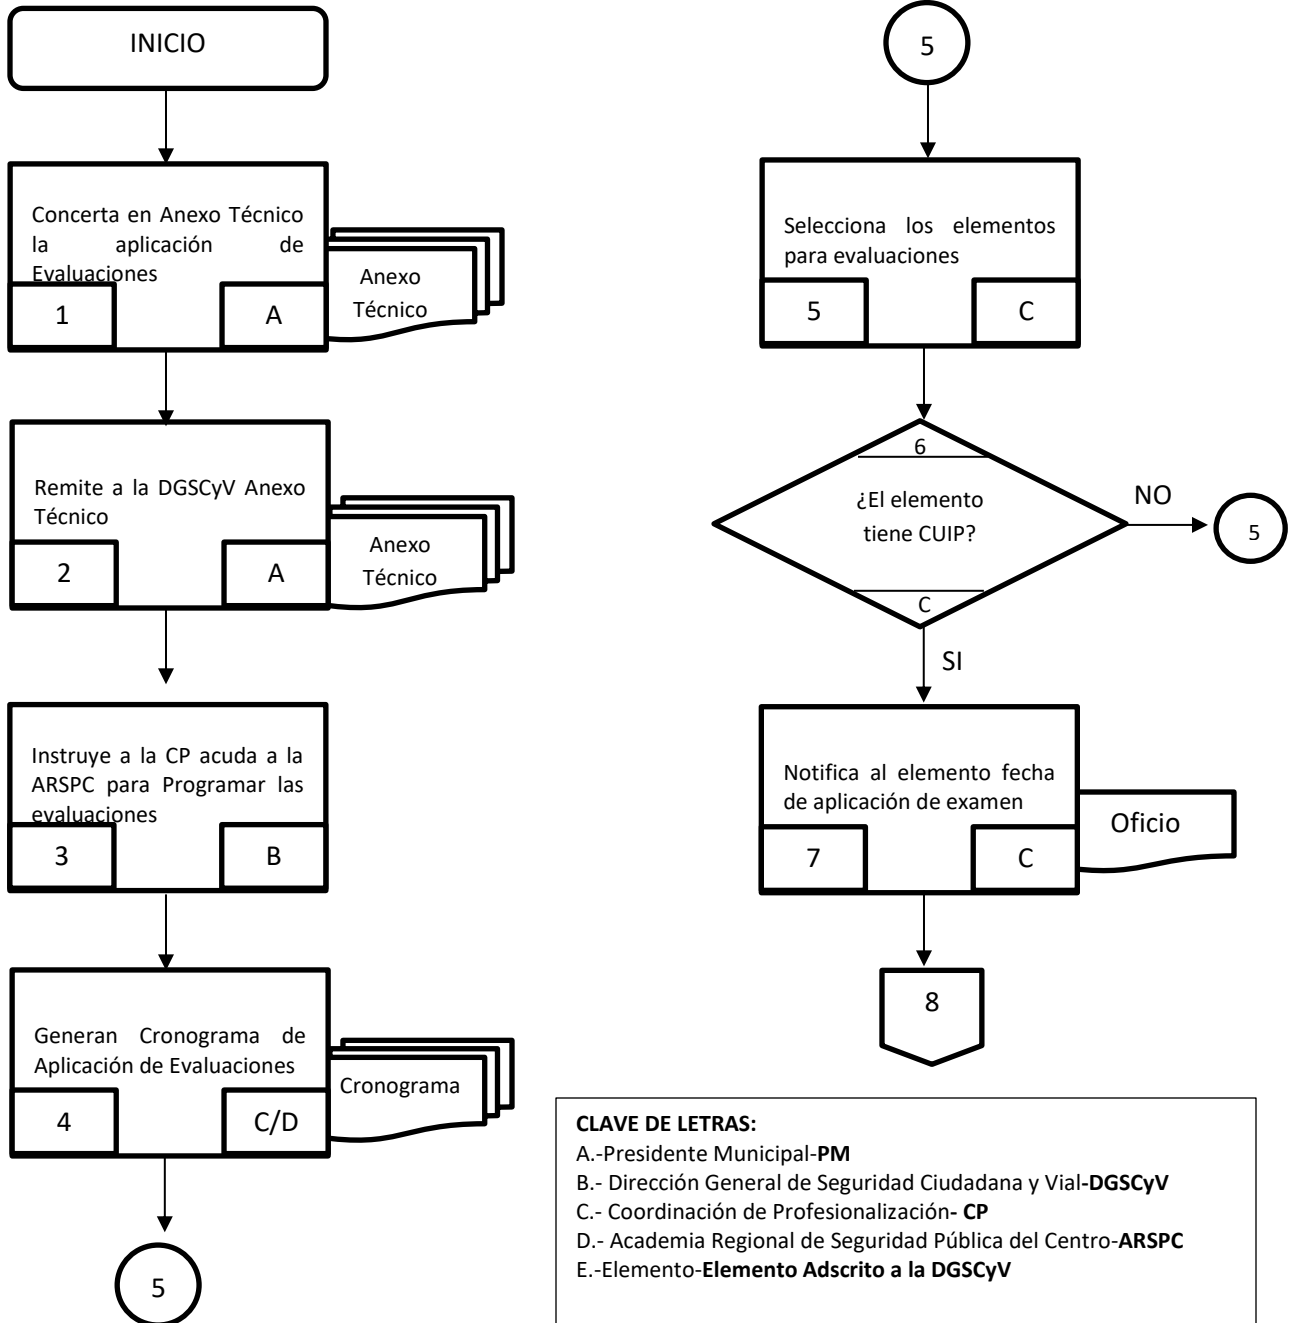 INICIO
Concerta en Anexo Técnico
la aplicación de
Evaluaciones
1
A
Anexo
Técnico
Remite a la DGSCyV Anexo
Técnico
2
A
Anexo
Técnico
Instruye a la CP acuda a la
ARSPC para Programar las
evaluaciones
3
B
Generan Cronograma de
Aplicación de Evaluaciones
4
C/D
Cronograma
5
5
Selecciona los elementos
para evaluaciones
5
C
6
¿El elemento
tiene CUIP?
C
NO
5
SI
Notifica al elemento fecha
de aplicación de examen
7
C
Oficio
8
CLAVE DE LETRAS:
A.-Presidente Municipal-PM
B.- Dirección General de Seguridad Ciudadana y Vial-DGSCyV
C.- Coordinación de Profesionalización- CP
D.- Academia Regional de Seguridad Pública del Centro-ARSPC
E.-Elemento-Elemento Adscrito a la DGSCyV